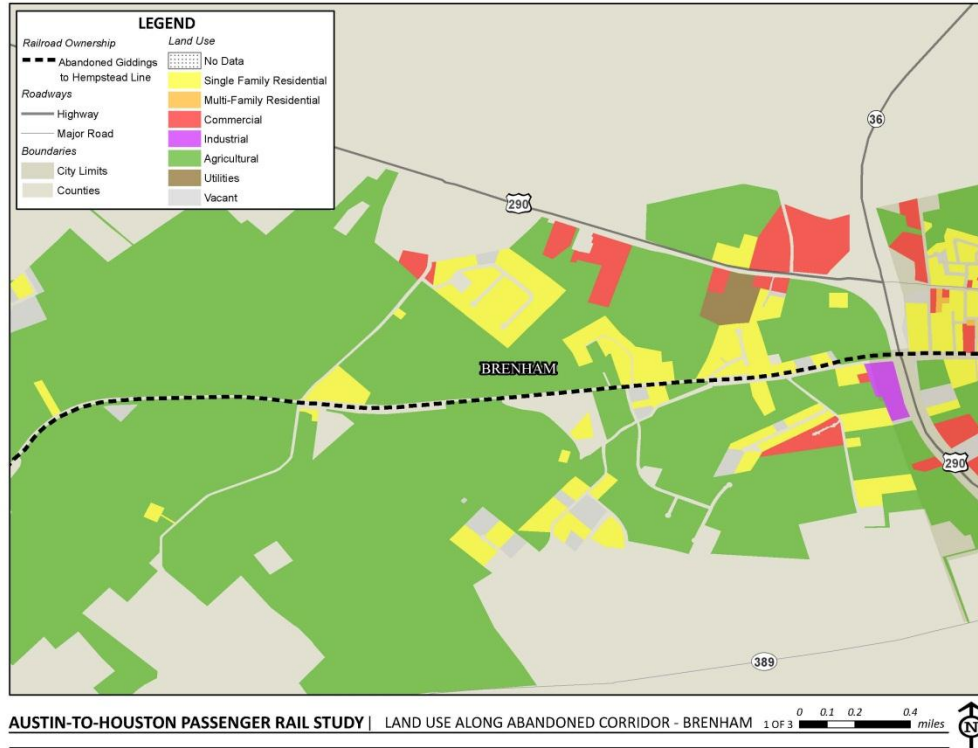 LEGEND
Railroad Ownership
Abandoned Giddings
to Hempstead Line
Roadways
Highway
Major Road
Boundaries
City Limits
Counties
Land Use
No Data
Single Family Residential
Multi-Family Residential
Commercial
Industrial
Agricultural
Utilities
Vacant
36
290
BRENHAM
290
389
AUSTIN-TO-HOUSTON PASSENGER RAIL STUDY | LAND USE ALONG ABANDONED CORRIDOR - BRENHAM 1 OF 3 0 0.1 0.2 0.4 miles
N